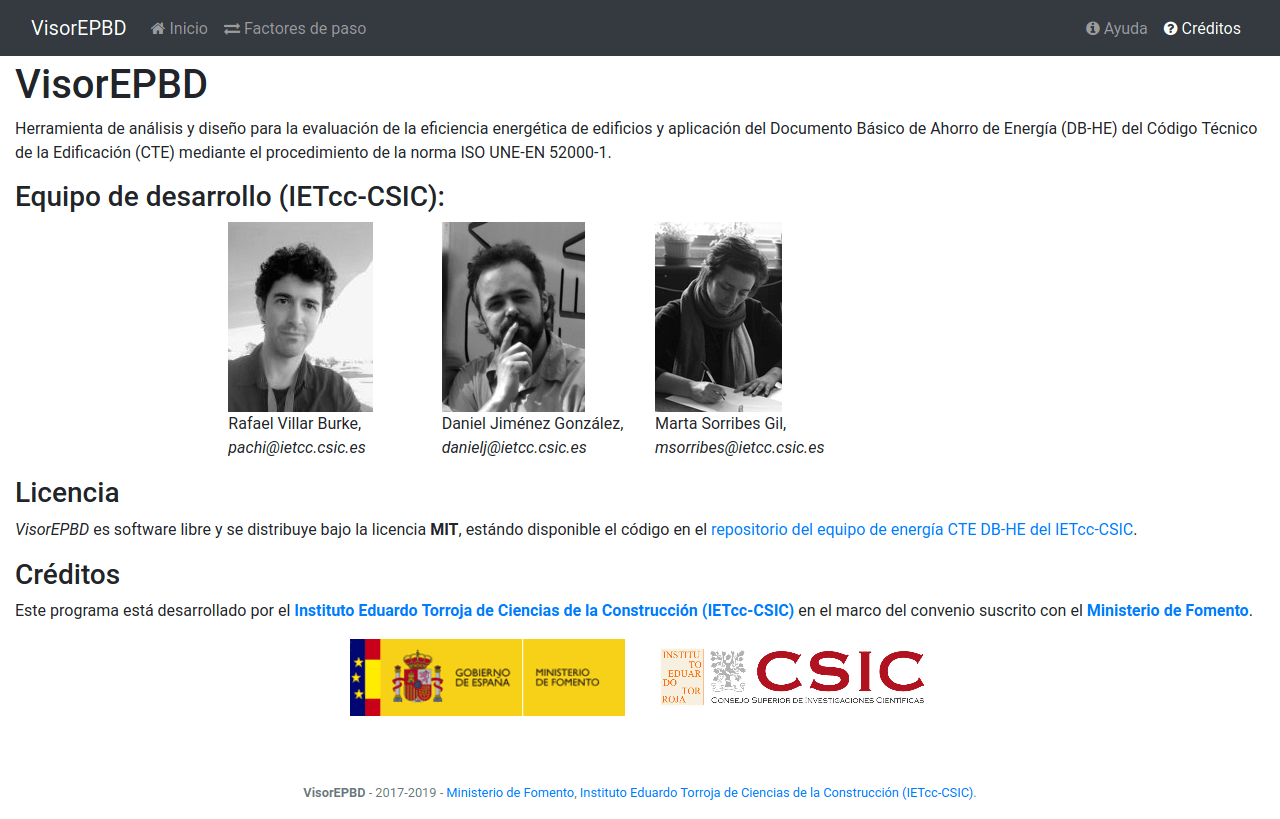 VisorEPBD Inicio Factores de paso Ayuda Créditos
VisorEPBD
Herramienta de análisis y diseño para la evaluación de la eficiencia energética de edificios y aplicación del Documento Básico de Ahorro de Energía (DB-HE) del Código Técnico
de la Edificación (CTE) mediante el procedimiento de la norma ISO UNE-EN 52000-1.
Equipo de desarrollo (IETcc-CSIC):
Rafael Villar Burke,
pachi@ietcc.csic.es
Daniel Jiménez González,
danielj@ietcc.csic.es
Marta Sorribes Gil,
msorribes@ietcc.csic.es
Licencia
VisorEPBD es software libre y se distribuye bajo la licencia MIT, estándo disponible el código en el repositorio del equipo de energía CTE DB-HE del IETcc-CSIC.
Créditos
Este programa está desarrollado por el Instituto Eduardo Torroja de Ciencias de la Construcción (IETcc-CSIC) en el marco del convenio suscrito con el Ministerio de Fomento.
GOBIERNO
DE ESPAÑA
MINISTERIO
DE FOMENTO
INSTITU
TO
EDUAR
DO
TOR
ROJA
CSIC
CONSEJO SUPERIOR DE INVESTIGACIONES CIENTÍFICAS
VisorEPBD - 2017-2019 - Ministerio de Fomento, Instituto Eduardo Torroja de Ciencias de la Construcción (IETcc-CSIC).